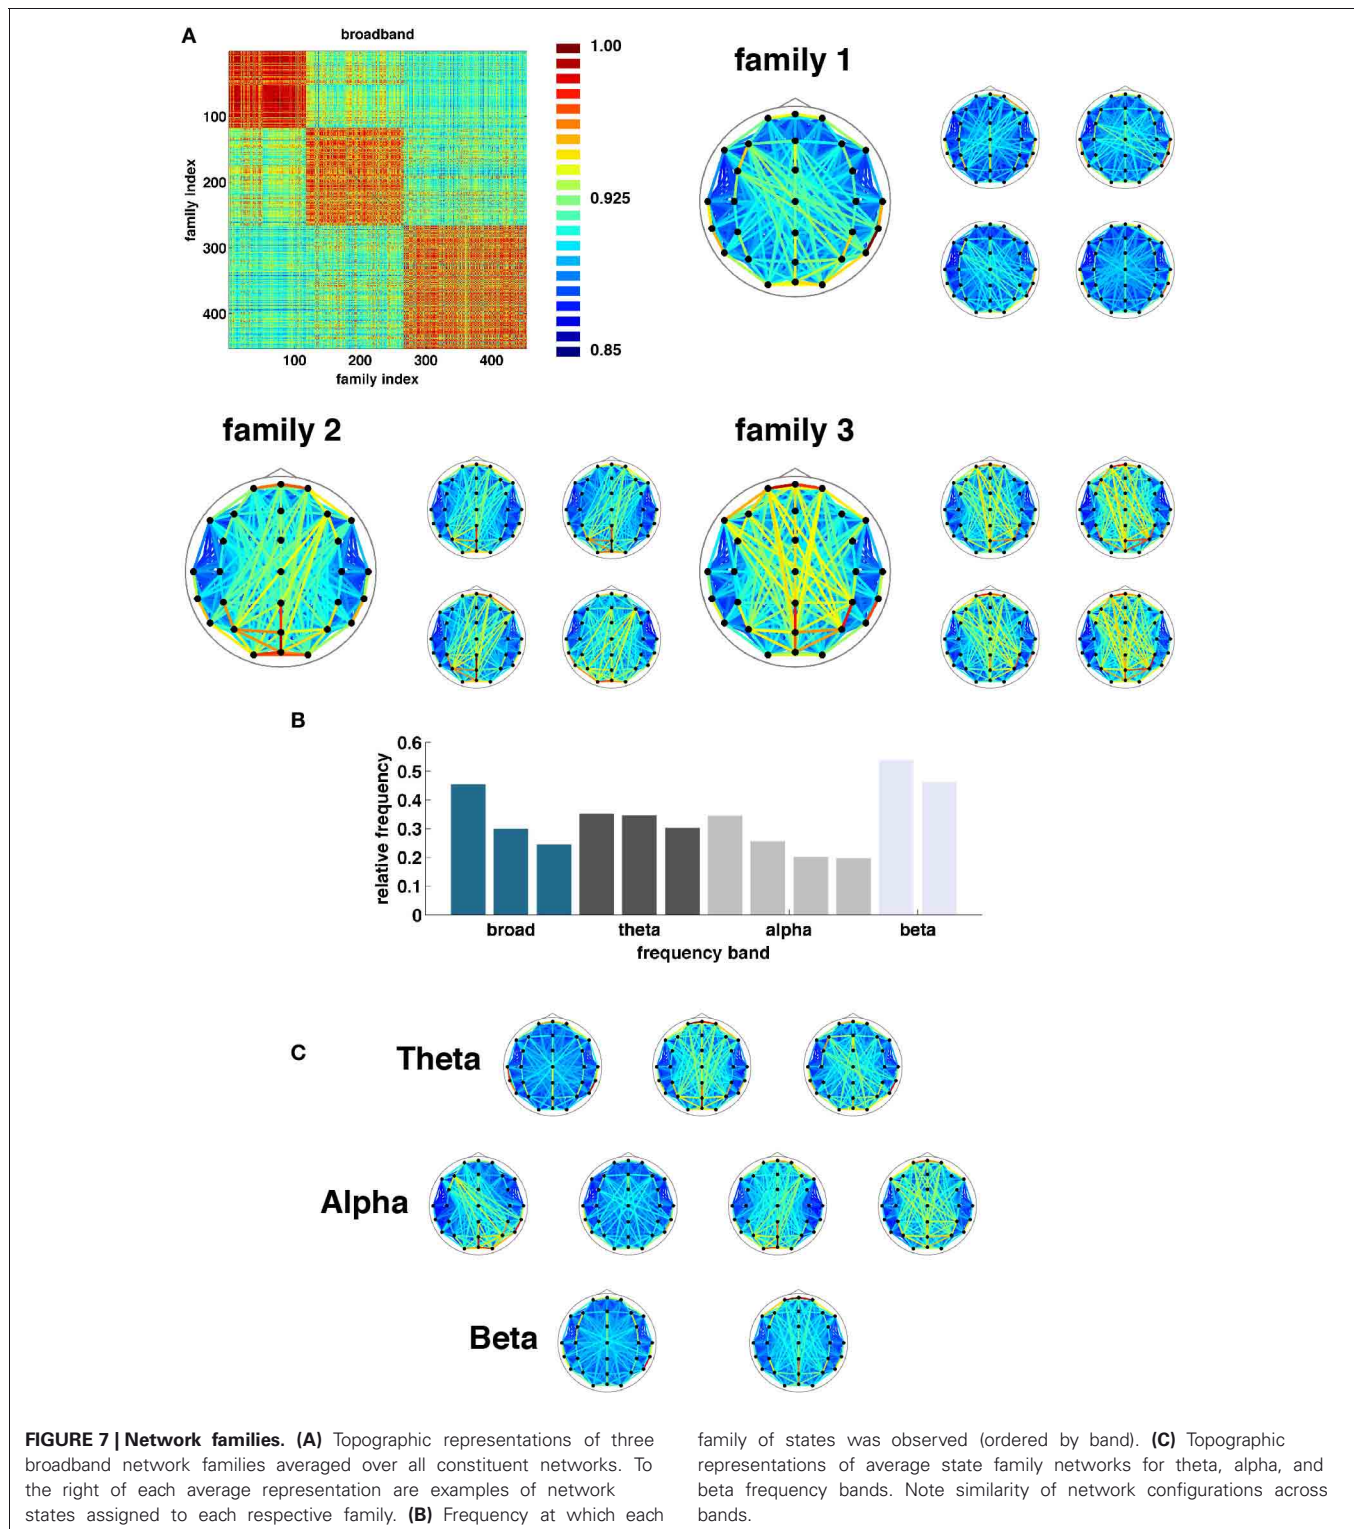 A
broadband
1.00
0.925
0.85
100
200
300
400
family index
100 200 300 400
family index
family 1
family 2
family 3
B
0.6
0.5
0.4
0.3
0.2
0.1
0
relative frequency
broad theta alpha beta
frequency band
C
Theta
Alpha
Beta
FIGURE 7 | Network families. (A) Topographic representations of three
broadband network families averaged over all constituent networks. To
the right of each average representation are examples of network
states assigned to each respective family. (B) Frequency at which each
family of states was observed (ordered by band). (C) Topographic
representations of average state family networks for theta, alpha, and
beta frequency bands. Note similarity of network configurations across
bands.